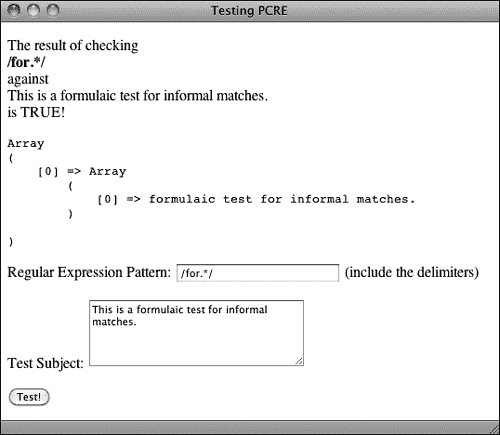 Testing PCRE
The result of checking
/for.*/
against
This is a formulaic test for informal matches.
is TRUE!
Array
(
    [0] => Array
        (
            [0] => formulaic test for informal matches.
        )

)
Regular Expression Pattern: /for.*/ (include the delimiters)
This is a formulaic test for informal
matches.
Test Subject:
Test!